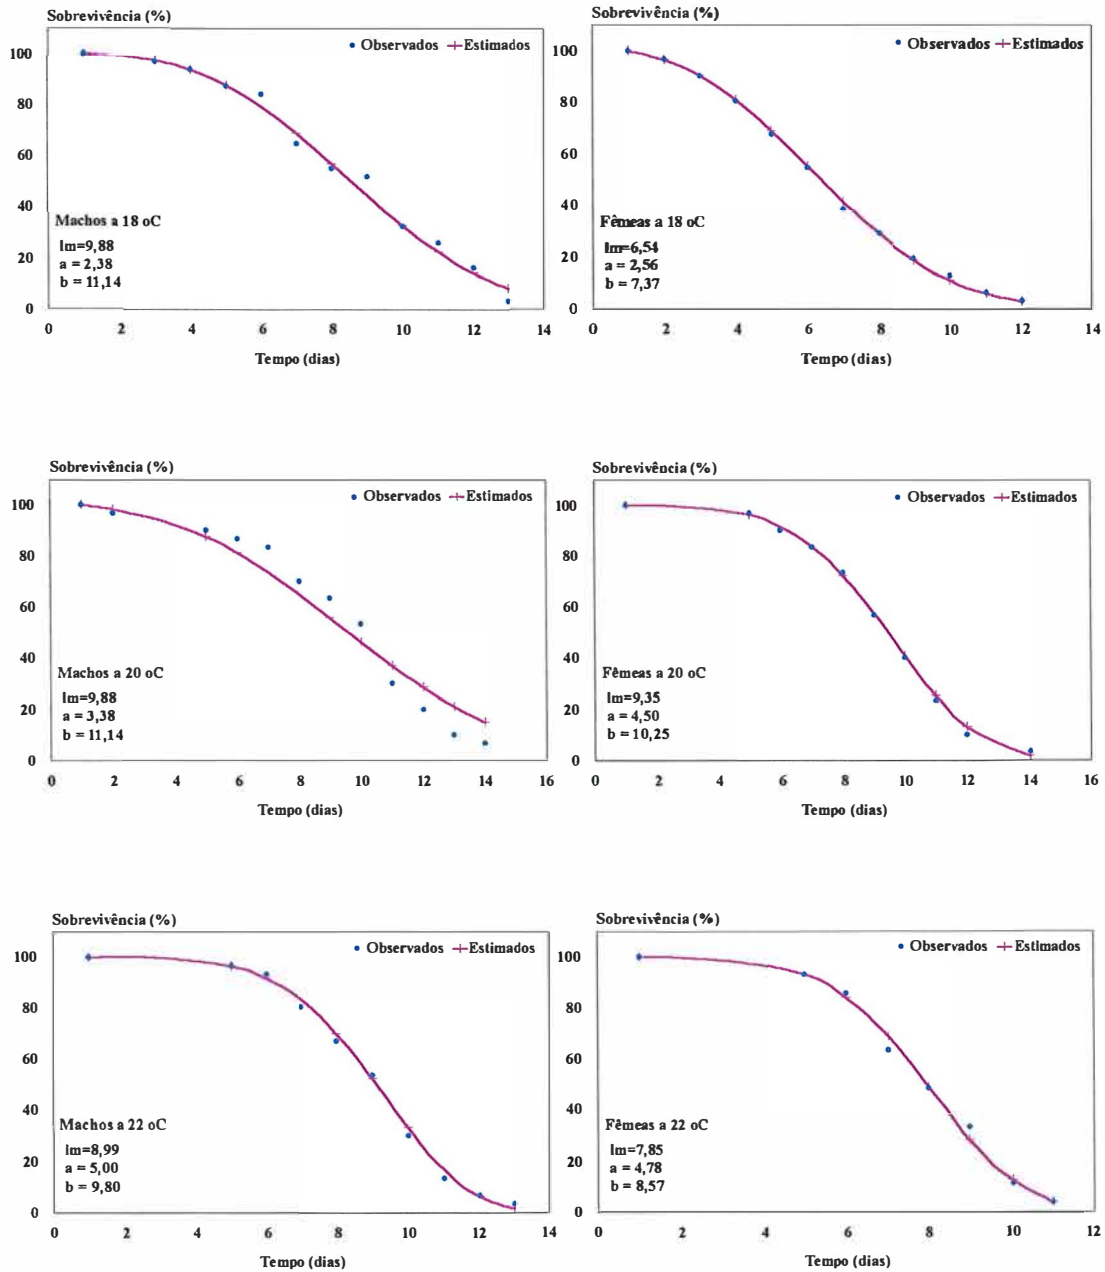 Sobrevivência (%)
Observados Estimados
100
80
60
40
20
0
Machos a 18 oC
lm=9,88
a = 2,38
b = 11,14
0 2 4 6 8 10 12 14
Tempo (dias)
Sobrevivência (%)
Observados Estimados
100
80
60
40
20
0
Fêmeas a 18 oC
lm=6,54
a = 2,56
b = 7,37
0 2 4 6 8 10 12 14
Tempo (dias)
Sobrevivência (%)
Observados Estimados
100
80
60
40
20
0
Machos a 20 oC
lm=9,88
a = 3,38
b = 11,14
0 2 4 6 8 10 12 14 16
Tempo (dias)
Sobrevivência (%)
Observados Estimados
100
80
60
40
20
0
Fêmeas a 20 oC
lm=9,35
a = 4,50
b = 10,25
0 2 4 6 8 10 12 14 16
Tempo (dias)
Sobrevivência (%)
Observados Estimados
100
80
60
40
20
0
Machos a 22 oC
lm=8,99
a = 5,00
b = 9,80
0 2 4 6 8 10 12 14
Tempo (dias)
Sobrevivência (%)
Observados Estimados
100
80
60
40
20
0
Fêmeas a 22 oC
lm=7,85
a = 4,78
b = 8,57
0 2 4 6 8 10 12
Tempo (dias)